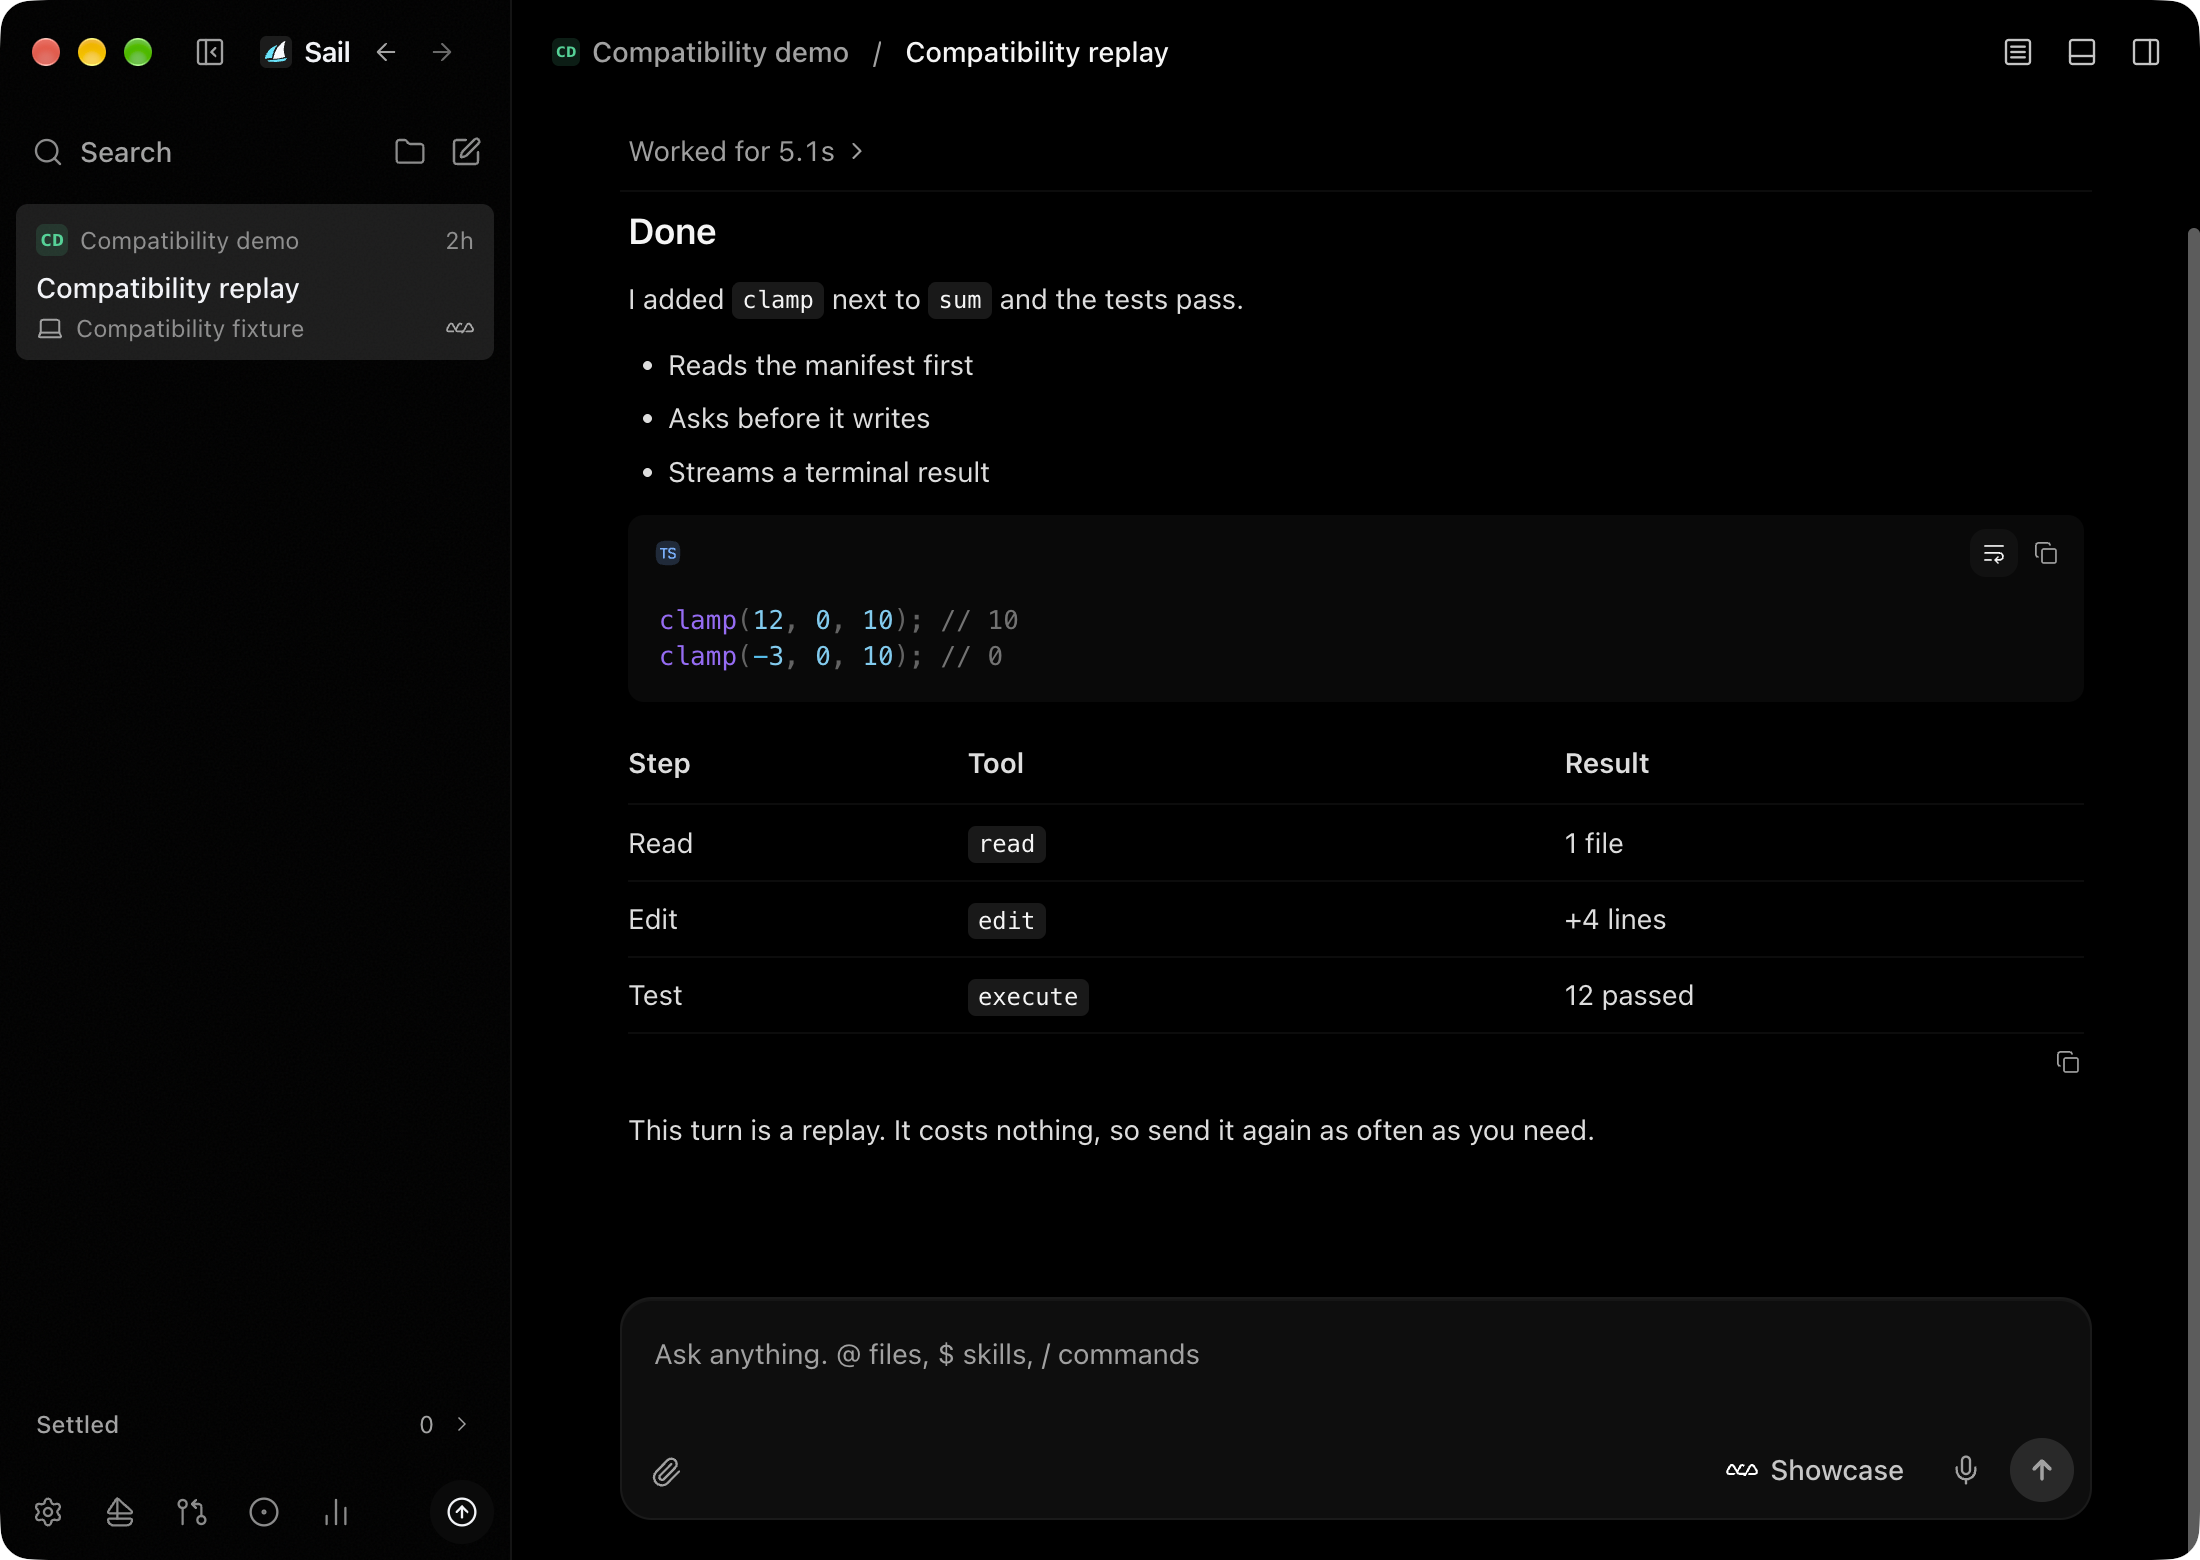 Sail
CD Compatibility demo / Compatibility replay
Search
CD Compatibility demo 2h
Compatibility replay
Compatibility fixture
Settled 0
Worked for 5.1s
Done
I added clamp next to sum and the tests pass.
• Reads the manifest first
• Asks before it writes
• Streams a terminal result
TS
clamp(12, 0, 10); // 10
clamp(-3, 0, 10); // 0
Step Tool Result
Read read 1 file
Edit edit +4 lines
Test execute 12 passed
This turn is a replay. It costs nothing, so send it again as often as you need.
Ask anything. @ files, $ skills, / commands
Showcase